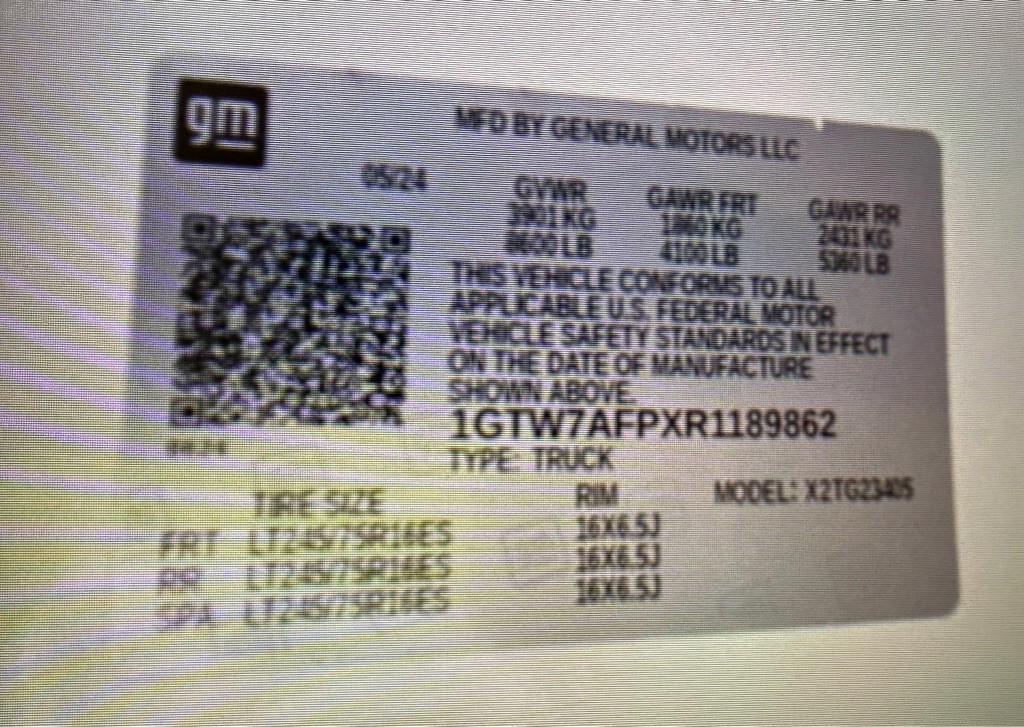 gm
MFD BY GENERAL MOTORS LLC
05/24
GVWR GAWR FRT GAWR RR
3901 KG 1860 KG 2431 KG
8600 LB 4100 LB 5360 LB
THIS VEHICLE CONFORMS TO ALL
APPLICABLE U.S. FEDERAL MOTOR
VEHICLE SAFETY STANDARDS IN EFFECT
ON THE DATE OF MANUFACTURE
SHOWN ABOVE.
1GTW7AFPXR1189862
TYPE: TRUCK
MODEL: X2TG23405
TIRE SIZE RIM
FRT LT245/75R16ES 16X6.5J
RR LT245/75R16ES 16X6.5J
SPA LT245/75R16ES 16X6.5J